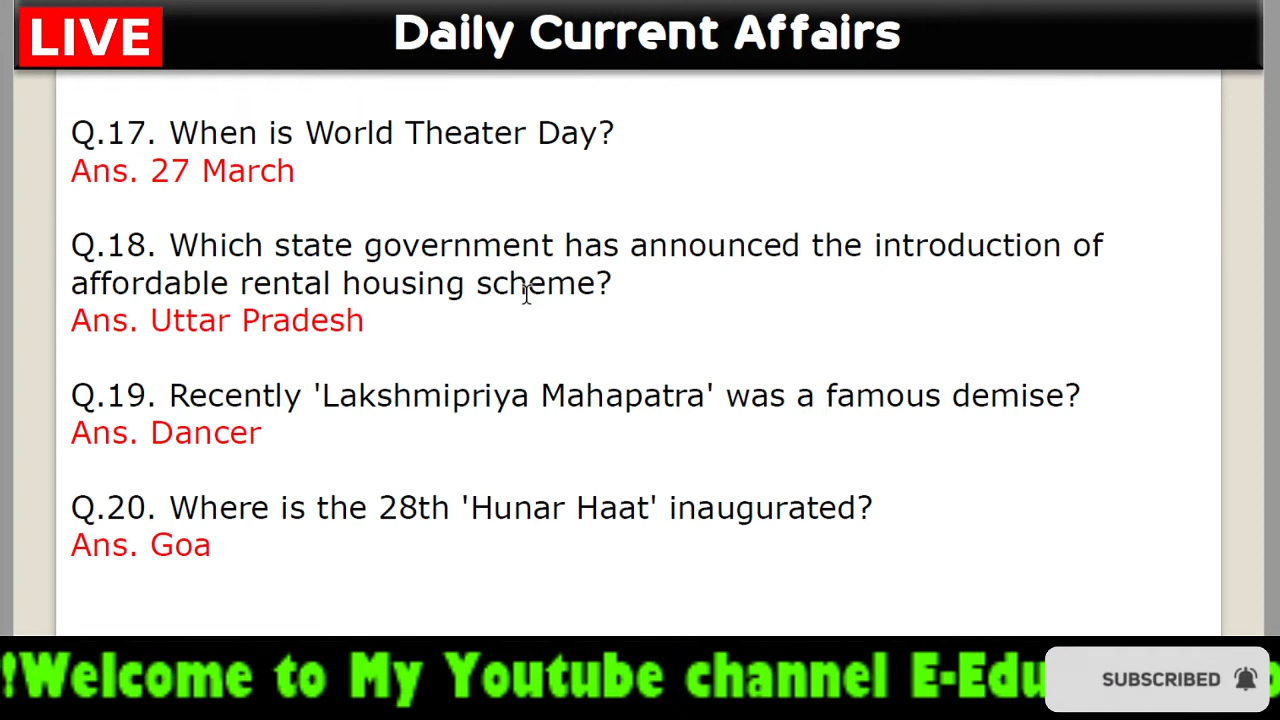 LIVE
Daily Current Affairs
Q.17. When is World Theater Day?
Ans. 27 March
Q.18. Which state government has announced the introduction of
affordable rental housing scheme?
Ans. Uttar Pradesh
Q.19. Recently 'Lakshmipriya Mahapatra' was a famous demise?
Ans. Dancer
Q.20. Where is the 28th 'Hunar Haat' inaugurated?
Ans. Goa
Welcome to My Youtube channel E-Edu
SUBSCRIBED